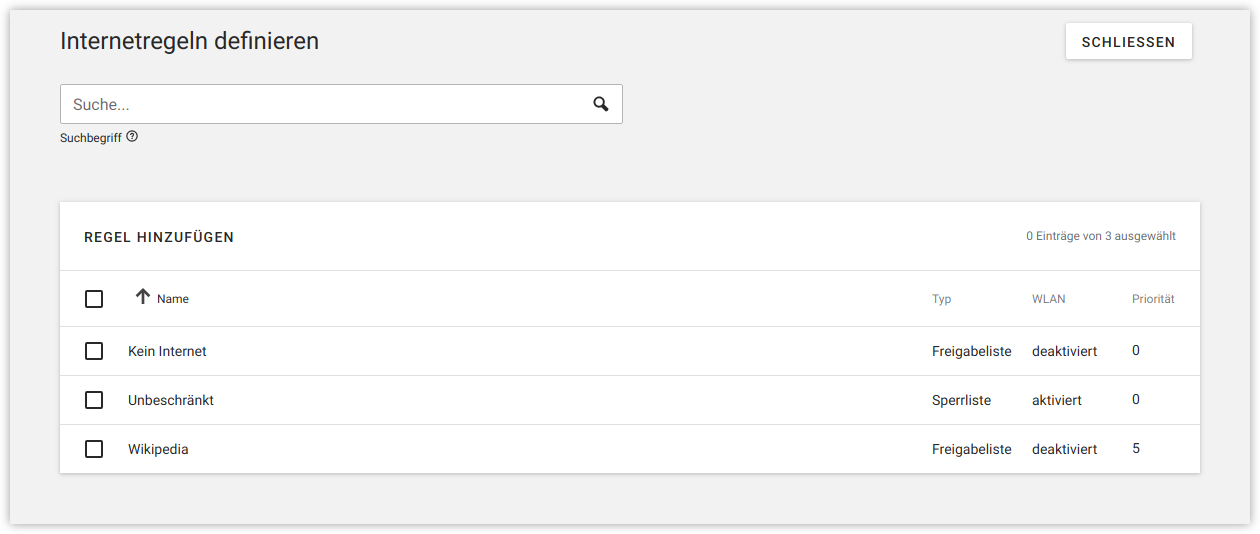 Internetregeln definieren
SCHLIESSEN
Suche...
Suchbegriff
REGEL HINZUFÜGEN
0 Einträge von 3 ausgewählt
Name Typ WLAN Priorität
Kein Internet Freigabeliste deaktiviert 0
Unbeschränkt Sperrliste aktiviert 0
Wikipedia Freigabeliste deaktiviert 5